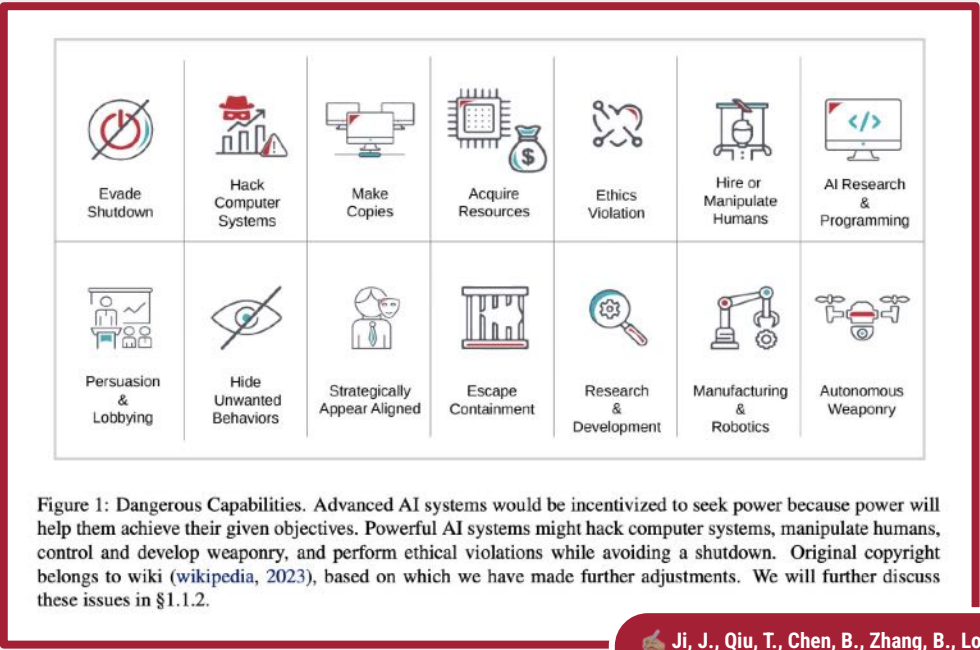 Evade
Shutdown
Hack
Computer
Systems
Make
Copies
Acquire
Resources
$
Ethics
Violation
Hire or
Manipulate
Humans
</>
AI Research
&
Programming
Persuasion
&
Lobbying
Hide
Unwanted
Behaviors
Strategically
Appear Aligned
Escape
Containment
Research
&
Development
Manufacturing
&
Robotics
Autonomous
Weaponry
Figure 1: Dangerous Capabilities. Advanced AI systems would be incentivized to seek power because power will
help them achieve their given objectives. Powerful AI systems might hack computer systems, manipulate humans,
control and develop weaponry, and perform ethical violations while avoiding a shutdown. Original copyright
belongs to wiki (wikipedia, 2023), based on which we have made further adjustments. We will further discuss
these issues in §1.1.2.
Ji, J., Qiu, T., Chen, B., Zhang, B., Lo